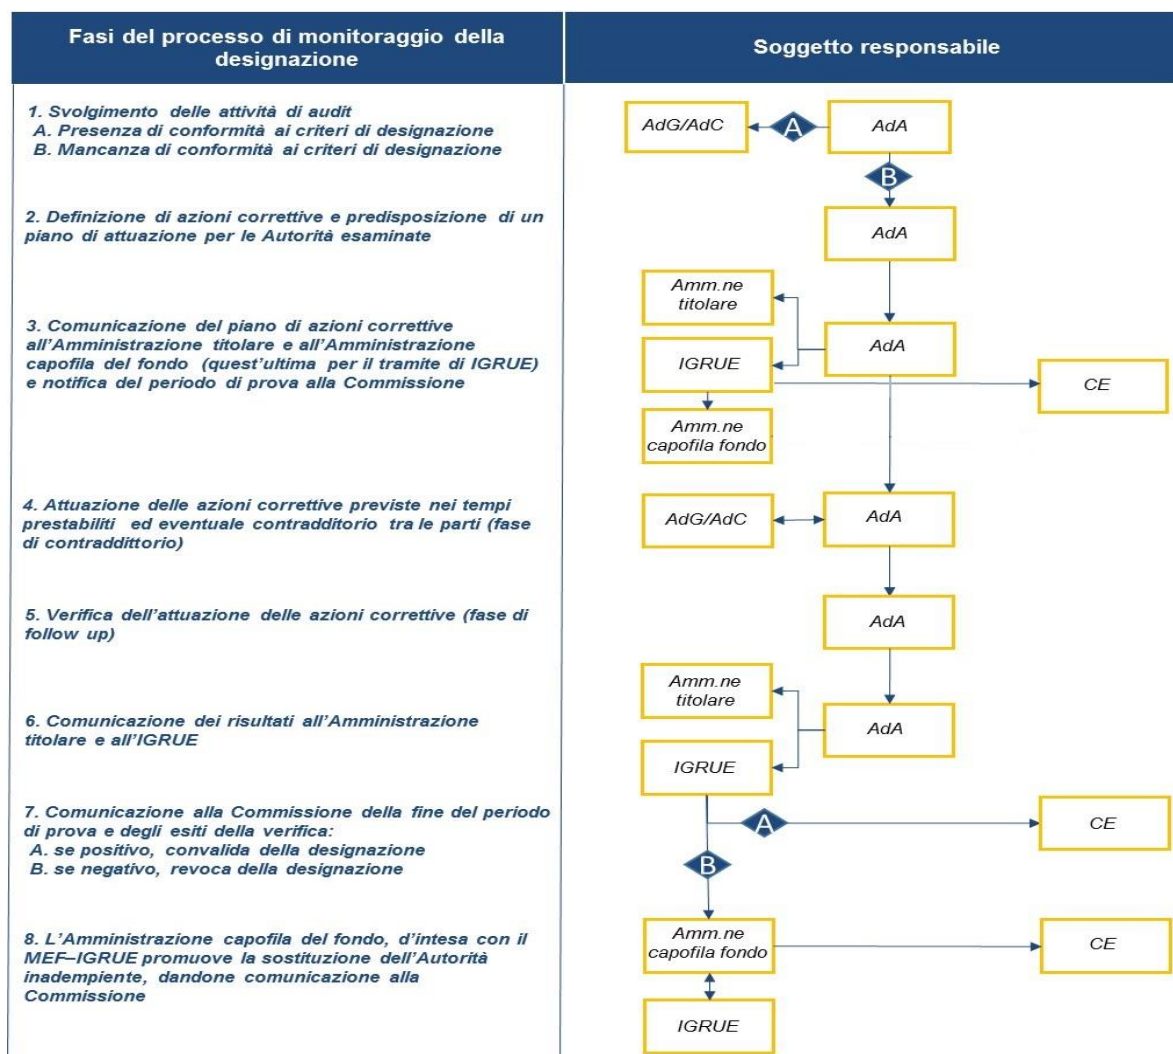 Fasi del processo di monitoraggio della
designazione
Soggetto responsabile
1. Svolgimento delle attività di audit
A. Presenza di conformità ai criteri di designazione
B. Mancanza di conformità ai criteri di designazione
AdG/AdC
A
AdA
B
2. Definizione di azioni correttive e predisposizione di un
piano di attuazione per le Autorità esaminate
AdA
3. Comunicazione del piano di azioni correttive
all'Amministrazione titolare e all'Amministrazione
capofila del fondo (quest'ultima per il tramite di IGRUE)
e notifica del periodo di prova alla Commissione
Amm.ne
titolare
AdA
IGRUE
CE
Amm.ne
capofila fondo
4. Attuazione delle azioni correttive previste nei tempi
prestabiliti ed eventuale contradditorio tra le parti (fase
di contraddittorio)
AdG/AdC
AdA
5. Verifica dell'attuazione delle azioni correttive (fase di
follow up)
AdA
6. Comunicazione dei risultati all'Amministrazione
titolare e all'IGRUE
Amm.ne
titolare
AdA
IGRUE
7. Comunicazione alla Commissione della fine del periodo
di prova e degli esiti della verifica:
A. se positivo, convalida della designazione
B. se negativo, revoca della designazione
A
CE
B
8. L'Amministrazione capofila del fondo, d'intesa con il
MEF–IGRUE promuove la sostituzione dell'Autorità
inadempiente, dandone comunicazione alla
Commissione
Amm.ne
capofila fondo
CE
IGRUE